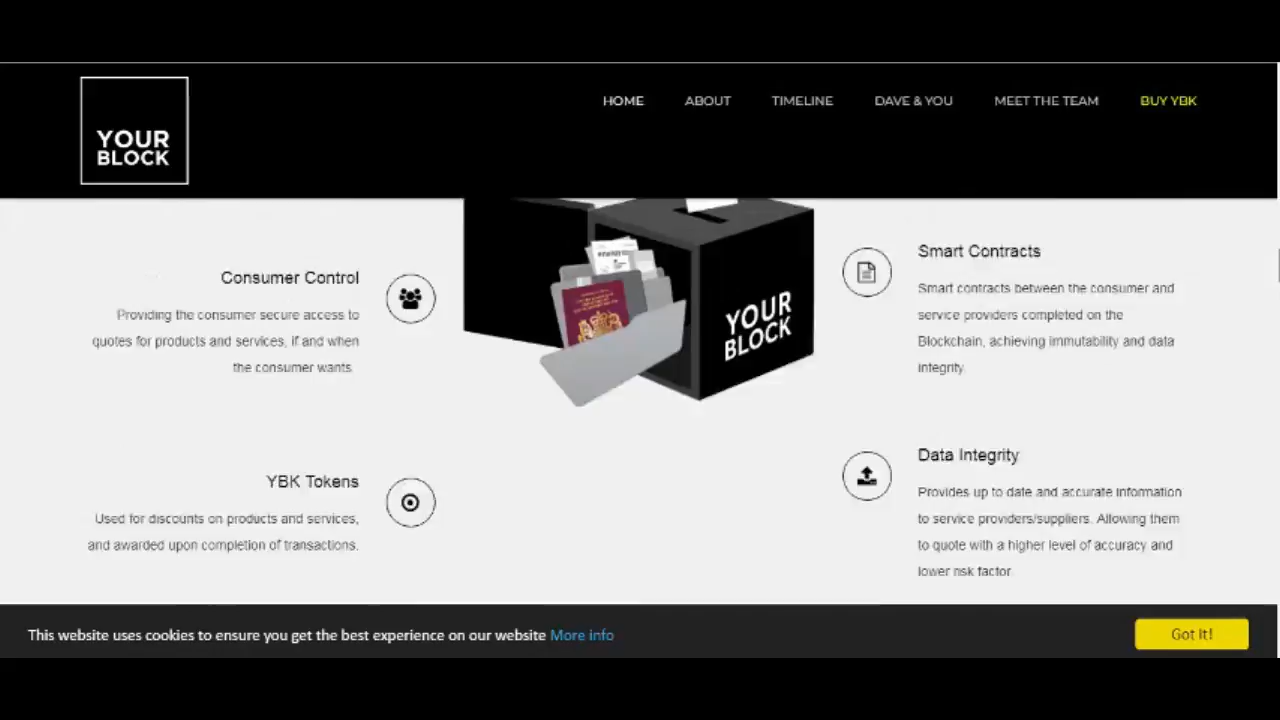 YOUR
BLOCK
HOME
ABOUT
TIMELINE
DAVE & YOU
MEET THE TEAM
BUY YBK
Consumer Control
Providing the consumer secure access to
quotes for products and services, if and when
the consumer wants.
YBK Tokens
Used for discounts on products and services,
and awarded upon completion of transactions.
YOUR
BLOCK
Smart Contracts
Smart contracts between the consumer and
service providers completed on the
Blockchain, achieving immutability and data
integrity.
Data Integrity
Provides up to date and accurate information
to service providers/suppliers. Allowing them
to quote with a higher level of accuracy and
lower risk factor
This website uses cookies to ensure you get the best experience on our website More info
Got It!